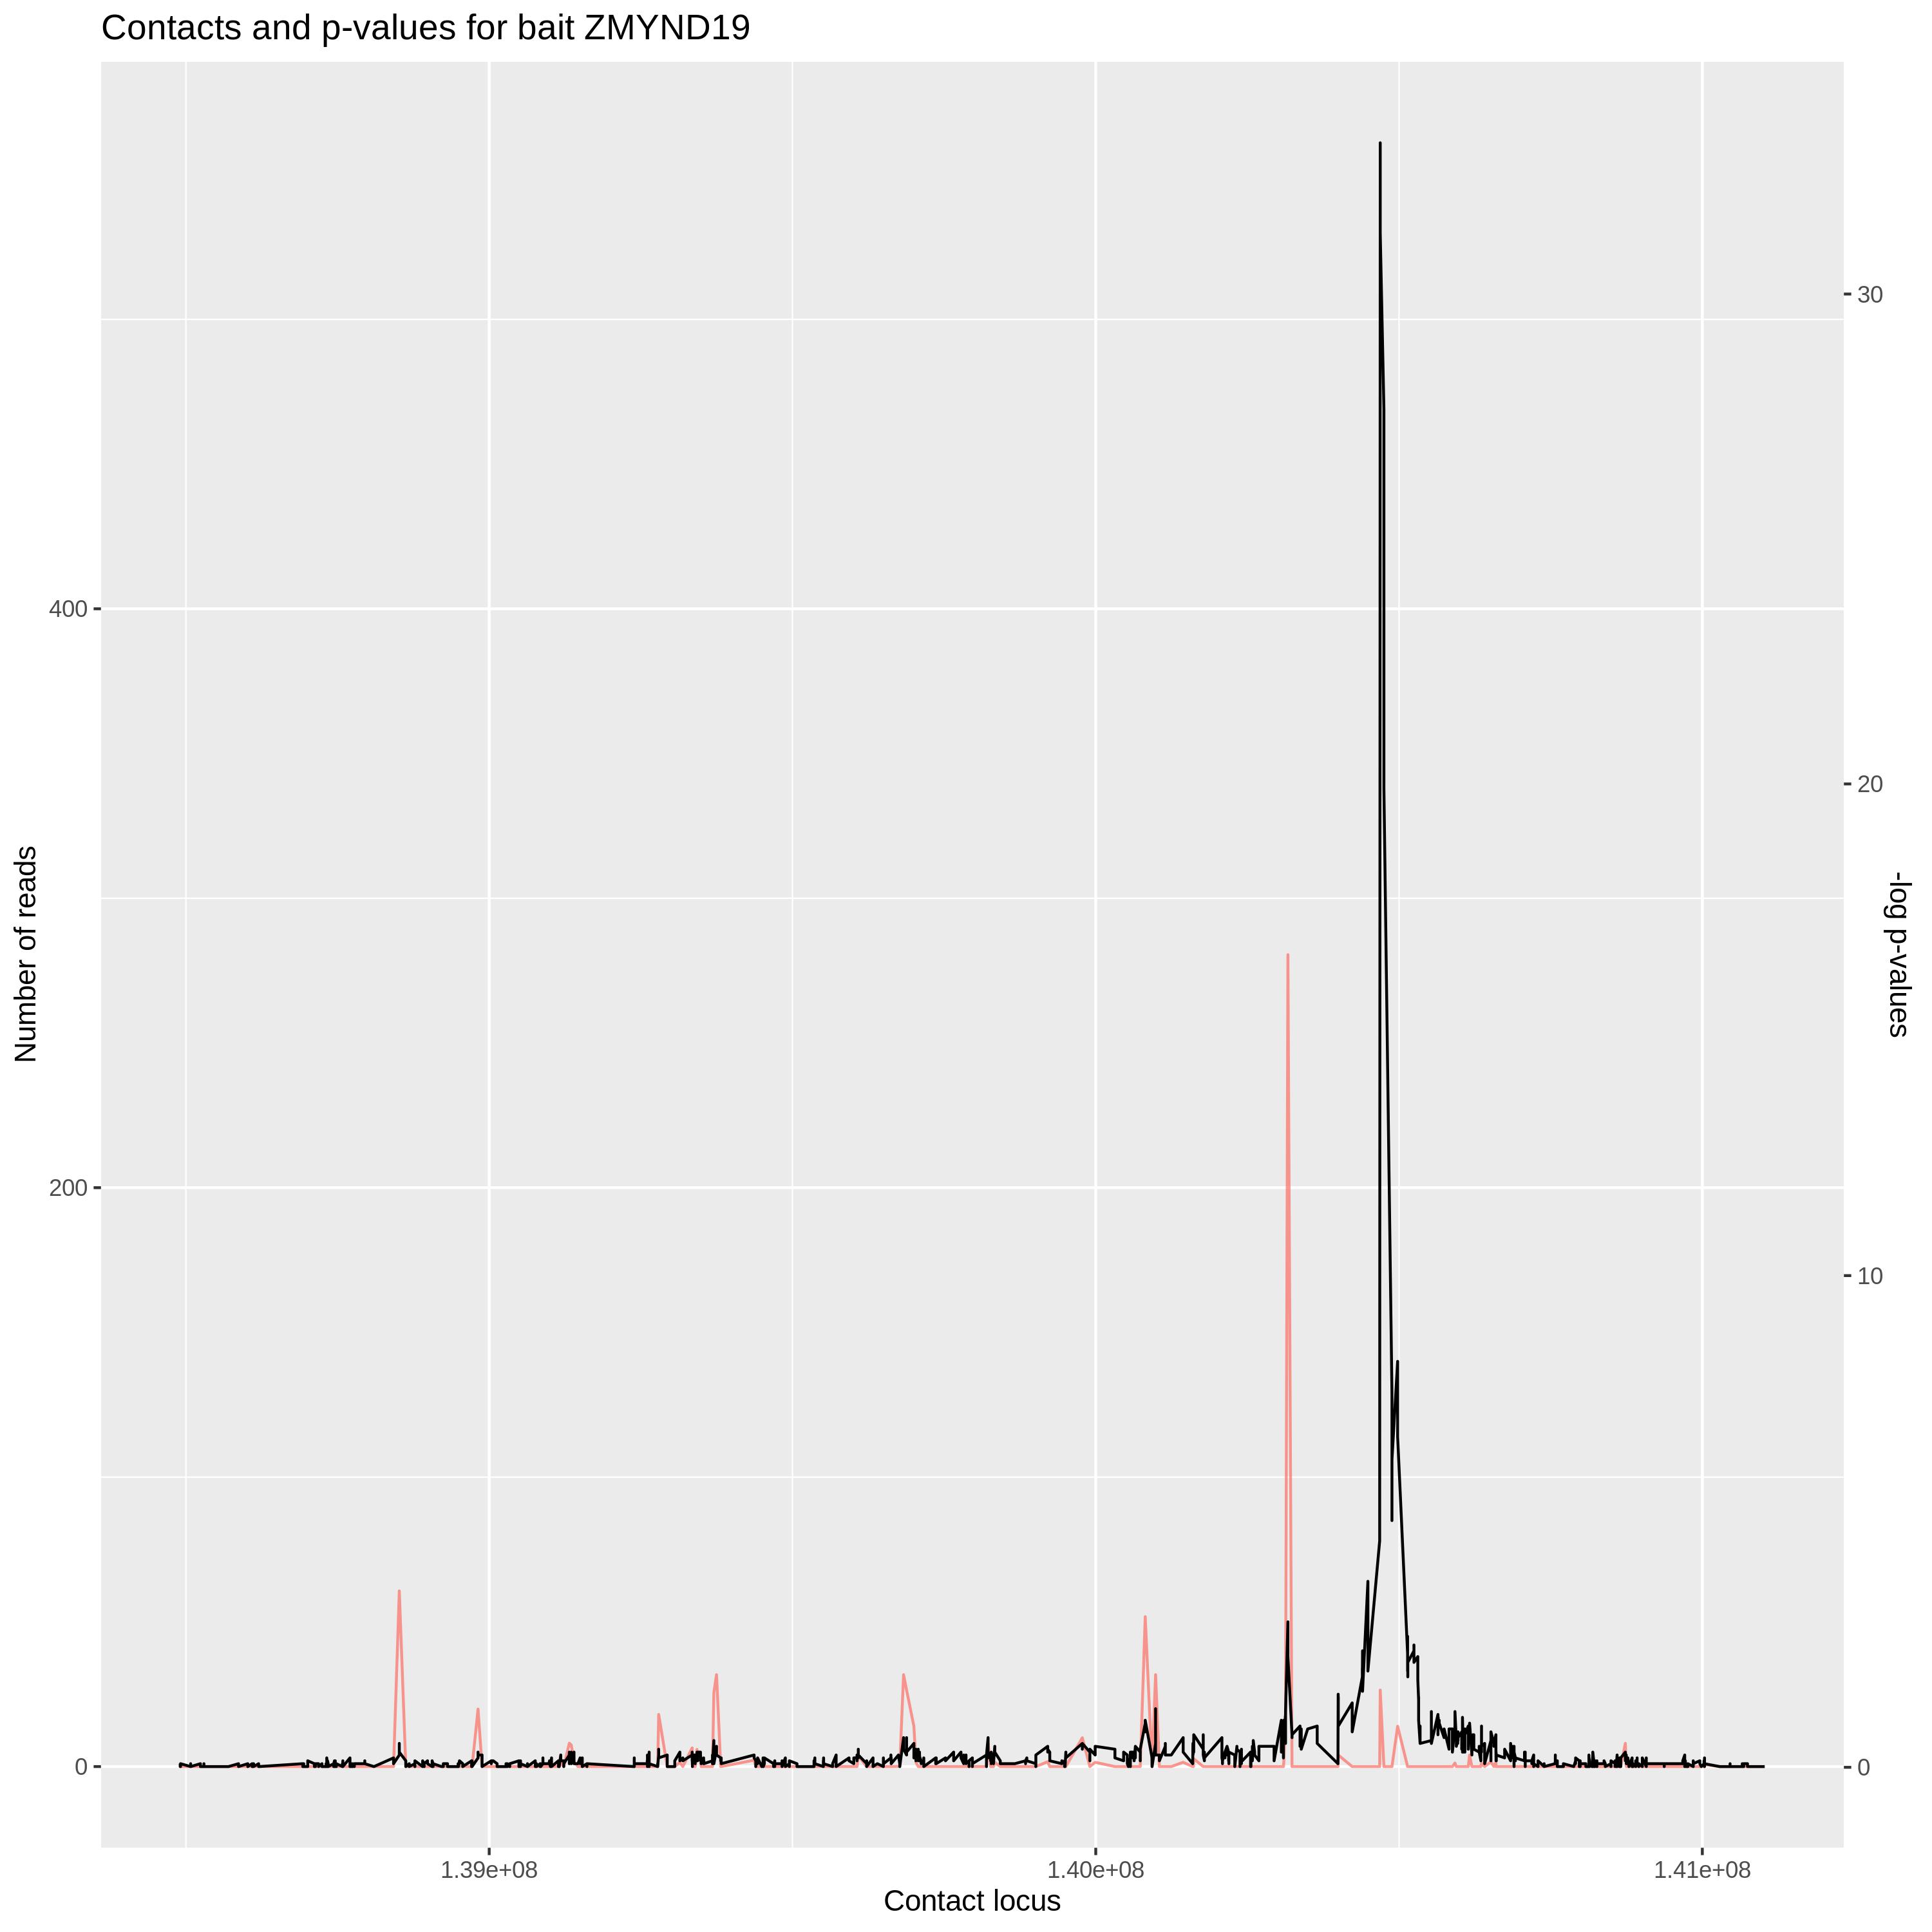 Contacts and p-values for bait ZMYND19
Number of reads
400
200
0
30
20
10
0
-log p-values
1.39e+08
1.40e+08
1.41e+08
Contact locus